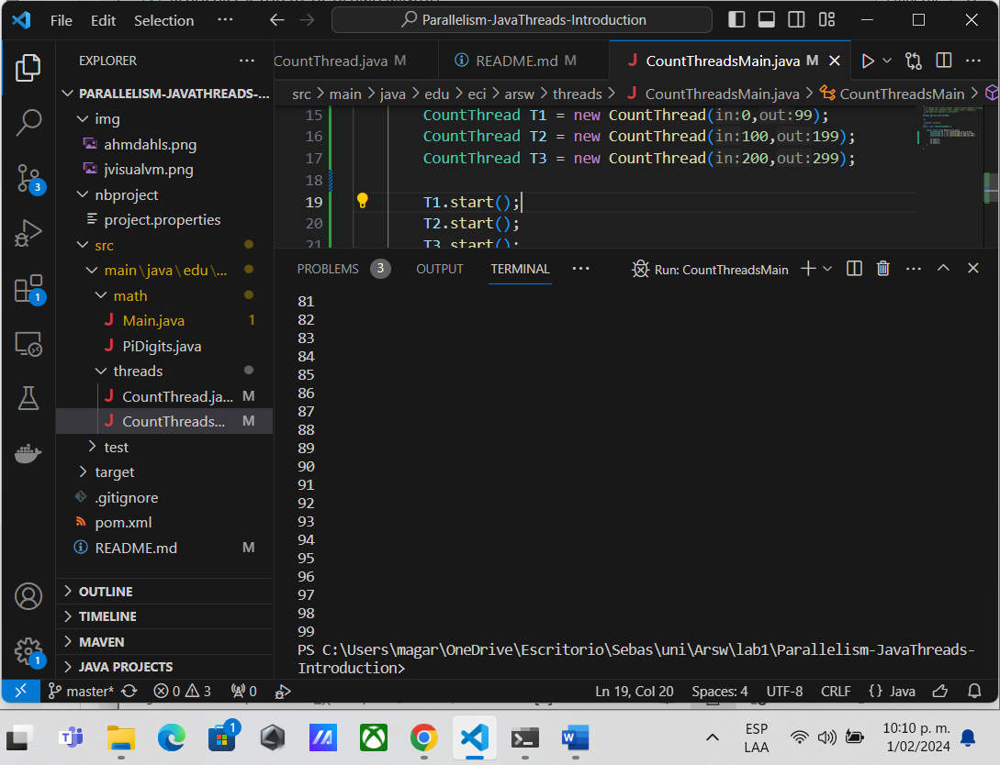 File Edit Selection ··· Parallelism-JavaThreads-Introduction
EXPLORER ···
PARALLELISM-JAVATHREADS-...
img
ahmdahls.png
jvisualvm.png
nbproject
project.properties
src
main\java\edu\...
math
Main.java 1
PiDigits.java
threads
CountThread.ja... M
CountThreads... M
test
target
.gitignore
pom.xml
README.md M
OUTLINE
TIMELINE
MAVEN
JAVA PROJECTS
3
1
1
CountThread.java M README.md M CountThreadsMain.java M
src > main > java > edu > eci > arsw > threads > CountThreadsMain.java > CountThreadsMain >
15 CountThread T1 = new CountThread(in:0,out:99);
16 CountThread T2 = new CountThread(in:100,out:199);
17 CountThread T3 = new CountThread(in:200,out:299);
18
19 T1.start();
20 T2.start();
21 T3.start();
PROBLEMS 3 OUTPUT TERMINAL ··· Run: CountThreadsMain
81
82
83
84
85
86
87
88
89
90
91
92
93
94
95
96
97
98
99
PS C:\Users\magar\OneDrive\Escritorio\Sebas\uni\Arsw\lab1\Parallelism-JavaThreads-
Introduction>
master* 0 3 0 Ln 19, Col 20 Spaces: 4 UTF-8 CRLF {} Java
1
ESP
LAA
10:10 p. m.
1/02/2024